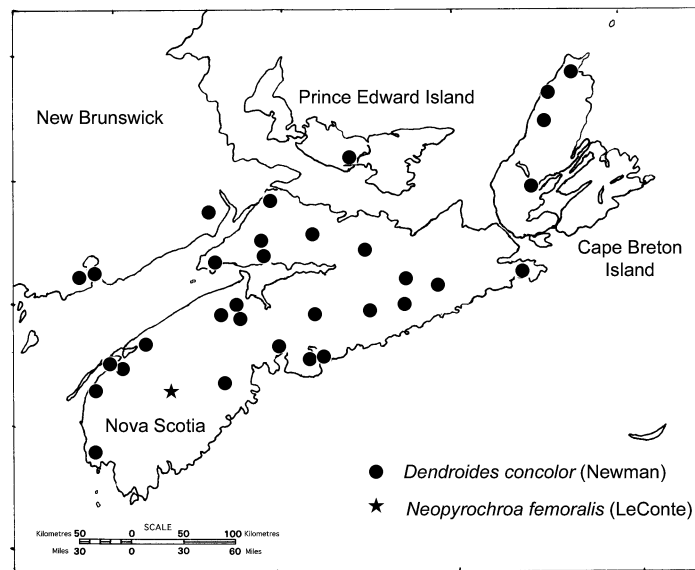 Prince Edward Island
New Brunswick
Cape Breton
Island
Nova Scotia
Dendroides concolor (Newman)
Neopyrochroa femoralis (LeConte)
SCALE
Kilometres 50 0 50 100 Kilometres
Miles 30 0 30 60 Miles